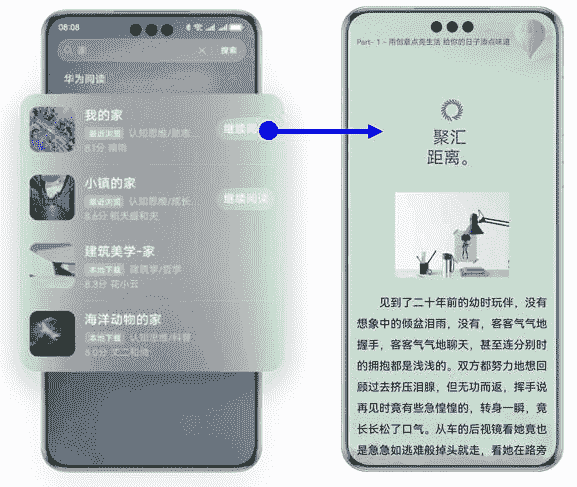 08:08
搜索
华为阅读
我的家
最近浏览 认知思维/励志
8.1分
继续阅读
小镇的家
最近浏览 认知思维/成长
8.6分
继续阅读
建筑美学-家
本地下载 建筑学/哲学
8.3分 花小云
海洋动物的家
本地下载 认知思维/科普
8.0分
Part- 1 - 用创意点亮生活 给你的日子添点味道
聚汇
距离。
见到了二十年前的幼时玩伴，没有
想象中的倾盆泪雨，没有，客客气气地
握手，客客气气地聊天，甚至连分别时
的拥抱都是浅浅的。双方都努力地想回
顾过去挤压泪腺，但无功而返，挥手说
再见时竟有些急惶惶的，转身一瞬，竟
长长松了口气。从车的后视镜看她竟也
是急急如逃难般掉头就走，看她在路旁